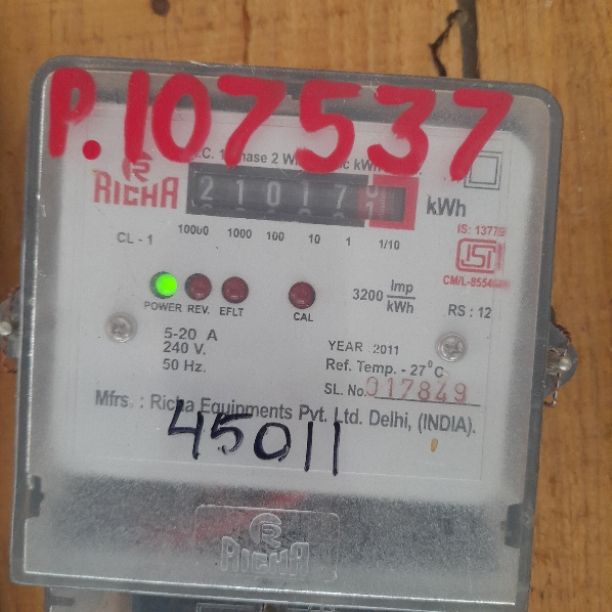 P.107537
RICHA
21017
kWh
IS: 13779
CL - 1
10000 1000 100 10 1 1/10
CM/L-8554
POWER REV. EFLT
CAL
3200 Imp/kWh
RS : 12
5-20 A
240 V.
50 Hz.
YEAR 2011
Ref. Temp. - 27°C
SL. No. 017849
Mfrs. : Richa Equipments Pvt. Ltd. Delhi, (INDIA).
45011
RICHA